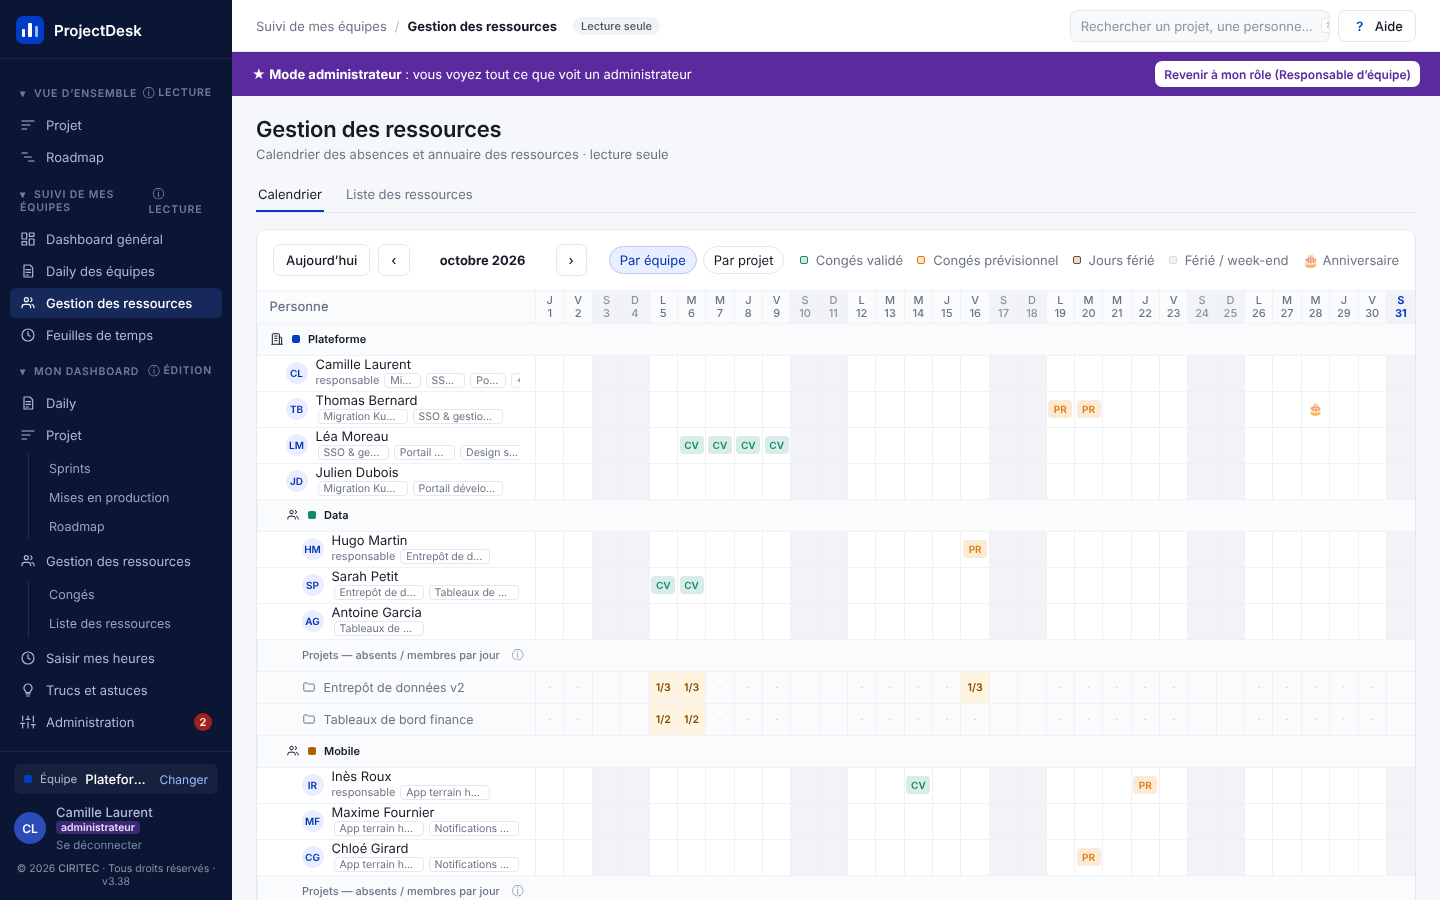 ProjectDesk
VUE D'ENSEMBLE ⓘ LECTURE
Projet
Roadmap
SUIVI DE MES ÉQUIPES ⓘ LECTURE
Dashboard général
Daily des équipes
Gestion des ressources
Feuilles de temps
MON DASHBOARD ⓘ ÉDITION
Daily
Projet
Sprints
Mises en production
Roadmap
Gestion des ressources
Congés
Liste des ressources
Saisir mes heures
Trucs et astuces
Administration 2
Équipe Platefor... Changer
CL Camille Laurent
administrateur
Se déconnecter
© 2026 CIRITEC · Tous droits réservés ·
v3.38
Suivi de mes équipes / Gestion des ressources Lecture seule
Rechercher un projet, une personne...
? Aide
★ Mode administrateur : vous voyez tout ce que voit un administrateur
Revenir à mon rôle (Responsable d'équipe)
Gestion des ressources
Calendrier des absences et annuaire des ressources · lecture seule
Calendrier Liste des ressources
Aujourd'hui ‹ octobre 2026 › Par équipe Par projet Congés validé Congés prévisionnel Jours férié Férié / week-end Anniversaire
Personne J V S D L M M J V S D L M M J V S D L M M J V S D L M M J V S
1 2 3 4 5 6 7 8 9 10 11 12 13 14 15 16 17 18 19 20 21 22 23 24 25 26 27 28 29 30 31
Plateforme
CL Camille Laurent
responsable Mi... SS... Po...
TB Thomas Bernard PR PR
Migration Ku... SSO & gestio...
LM Léa Moreau CV CV CV CV
SSO & ge... Portail ... Design s...
JD Julien Dubois
Migration Ku... Portail dévelo...
Data
HM Hugo Martin PR
responsable Entrepôt de d...
SP Sarah Petit CV CV
Entrepôt de d... Tableaux de ...
AG Antoine Garcia
Tableaux de ...
Projets — absents / membres par jour ⓘ
Entrepôt de données v2 · · 1/3 1/3 · · · · · · · 1/3 · · · · · · · · · ·
Tableaux de bord finance · · 1/2 1/2 · · · · · · · · · · · · · · · · · ·
Mobile
IR Inès Roux CV PR
responsable App terrain h...
MF Maxime Fournier
App terrain h... Notifications ...
CG Chloé Girard PR
App terrain h... Notifications ...
Projets — absents / membres par jour ⓘ